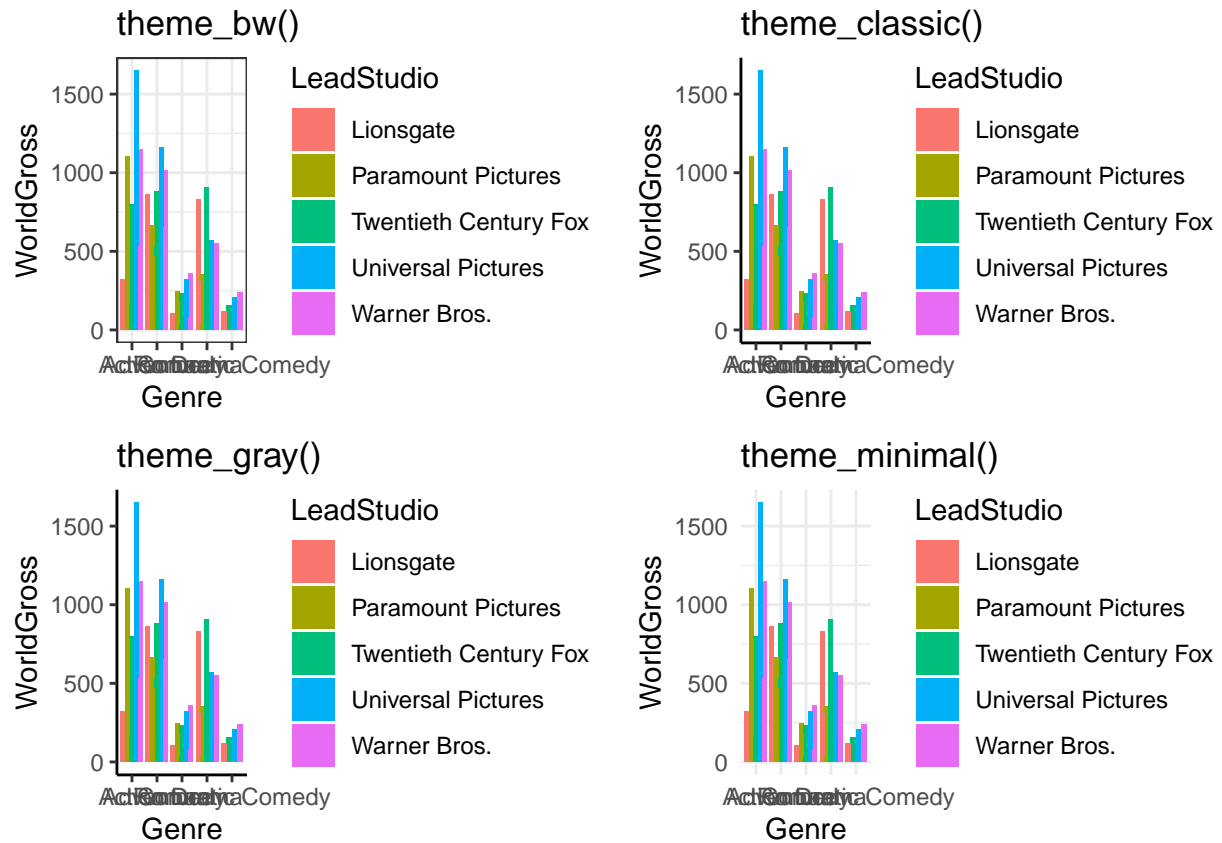 theme_bw()
WorldGross
1500
1000
500
0
Comedy
Genre
LeadStudio
Lionsgate
Paramount Pictures
Twentieth Century Fox
Universal Pictures
Warner Bros.
theme_classic()
WorldGross
1500
1000
500
0
Comedy
Genre
LeadStudio
Lionsgate
Paramount Pictures
Twentieth Century Fox
Universal Pictures
Warner Bros.
theme_gray()
WorldGross
1500
1000
500
0
Comedy
Genre
LeadStudio
Lionsgate
Paramount Pictures
Twentieth Century Fox
Universal Pictures
Warner Bros.
theme_minimal()
WorldGross
1500
1000
500
0
Comedy
Genre
LeadStudio
Lionsgate
Paramount Pictures
Twentieth Century Fox
Universal Pictures
Warner Bros.